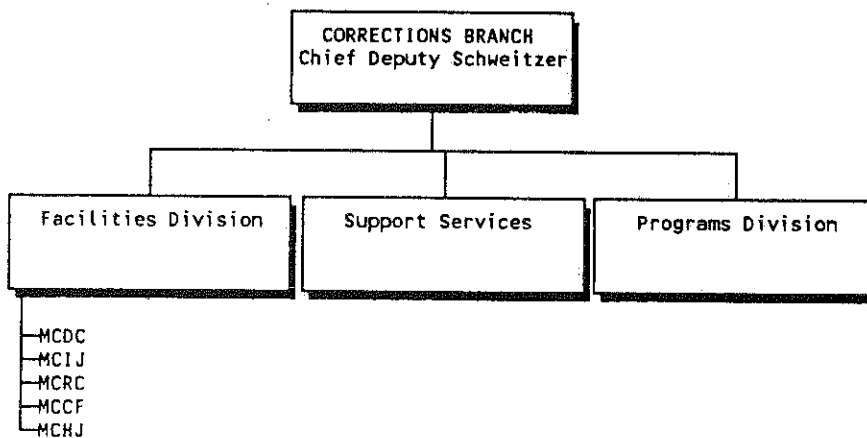 CORRECTIONS BRANCH
Chief Deputy Schweitzer
Facilities Division
Support Services
Programs Division
MCDC
MCIJ
MCRC
MCCF
MCHJ